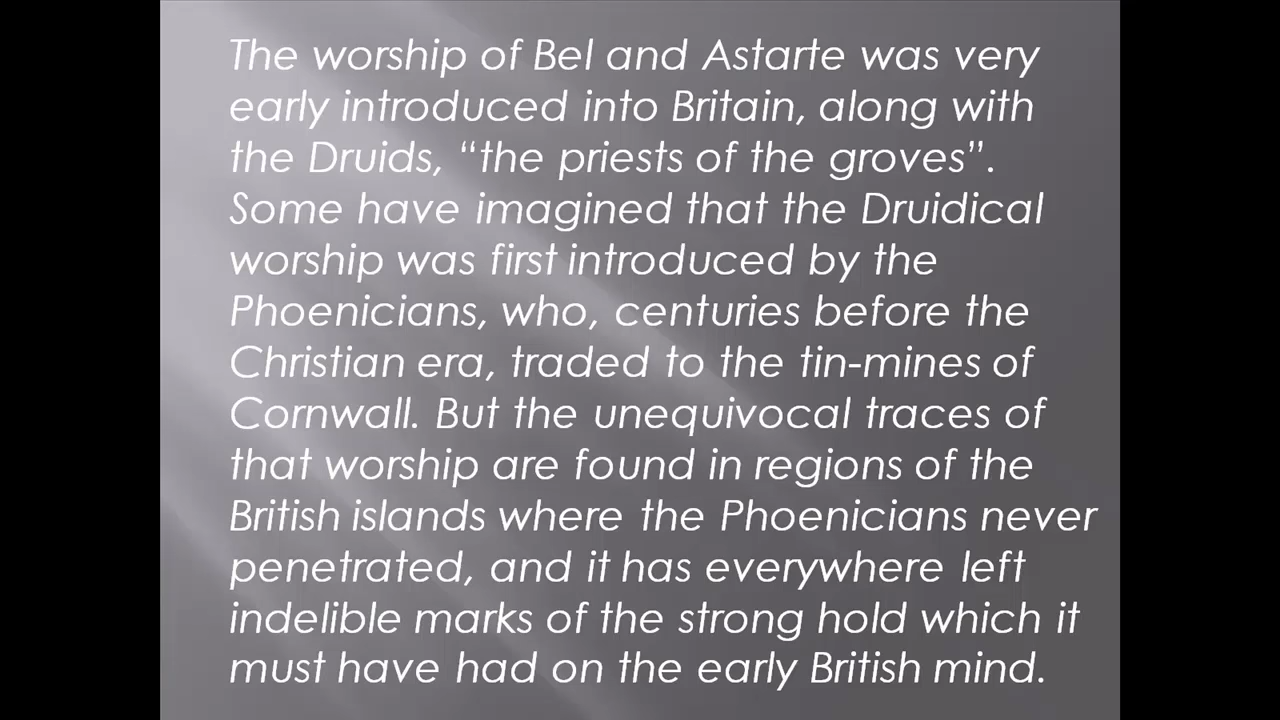 The worship of Bel and Astarte was very
early introduced into Britain, along with
the Druids, “the priests of the groves”.
Some have imagined that the Druidical
worship was first introduced by the
Phoenicians, who, centuries before the
Christian era, traded to the tin-mines of
Cornwall. But the unequivocal traces of
that worship are found in regions of the
British islands where the Phoenicians never
penetrated, and it has everywhere left
indelible marks of the strong hold which it
must have had on the early British mind.